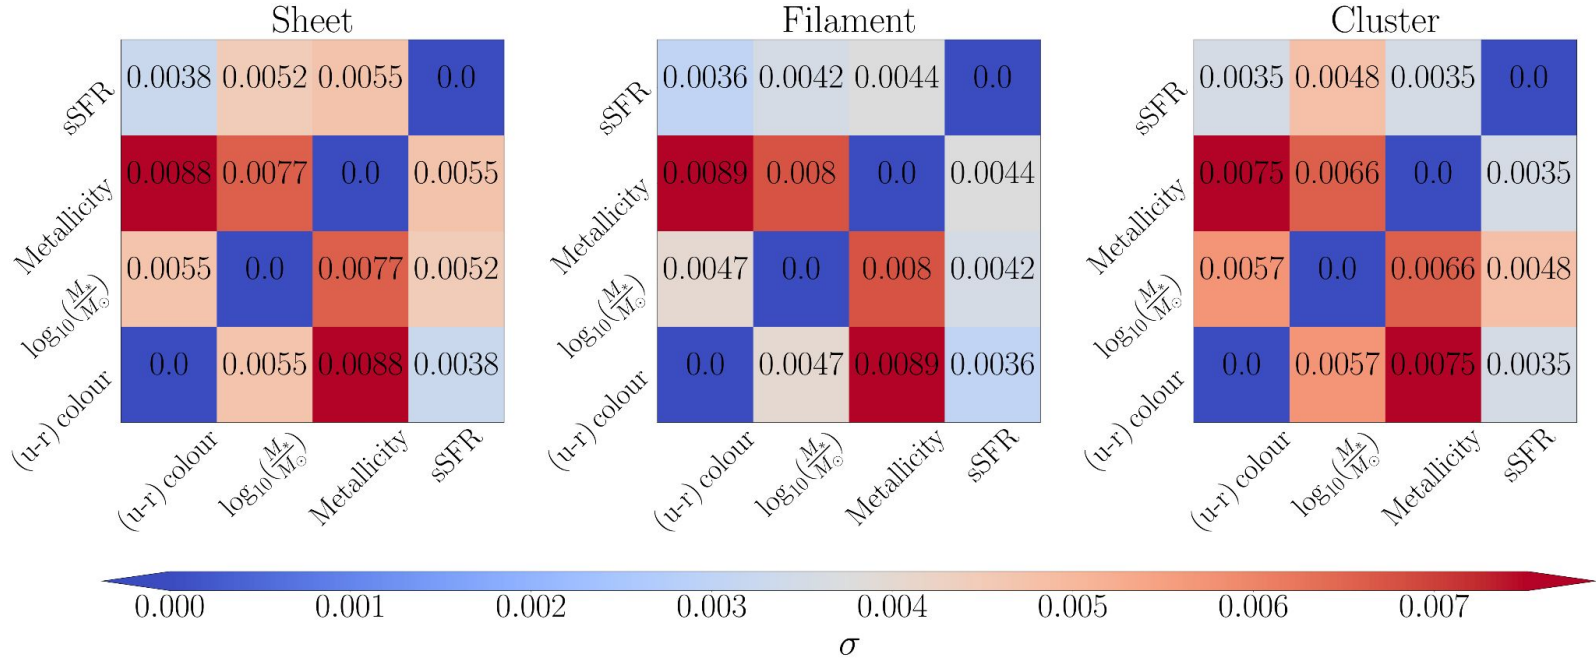 Sheet Filament Cluster
sSFR 0.0038 0.0052 0.0055 0.0 sSFR 0.0036 0.0042 0.0044 0.0 sSFR 0.0035 0.0048 0.0035 0.0
Metallicity 0.0088 0.0077 0.0 0.0055 Metallicity 0.0089 0.008 0.0 0.0044 Metallicity 0.0075 0.0066 0.0 0.0035
log₁₀(M*/M⊙) 0.0055 0.0 0.0077 0.0052 log₁₀(M*/M⊙) 0.0047 0.0 0.008 0.0042 log₁₀(M*/M⊙) 0.0057 0.0 0.0066 0.0048
(u-r) colour 0.0 0.0055 0.0088 0.0038 (u-r) colour 0.0 0.0047 0.0089 0.0036 (u-r) colour 0.0 0.0057 0.0075 0.0035
(u-r) colour log₁₀(M*/M⊙) Metallicity sSFR (u-r) colour log₁₀(M*/M⊙) Metallicity sSFR (u-r) colour log₁₀(M*/M⊙) Metallicity sSFR
0.000 0.001 0.002 0.003 0.004 0.005 0.006 0.007
σ